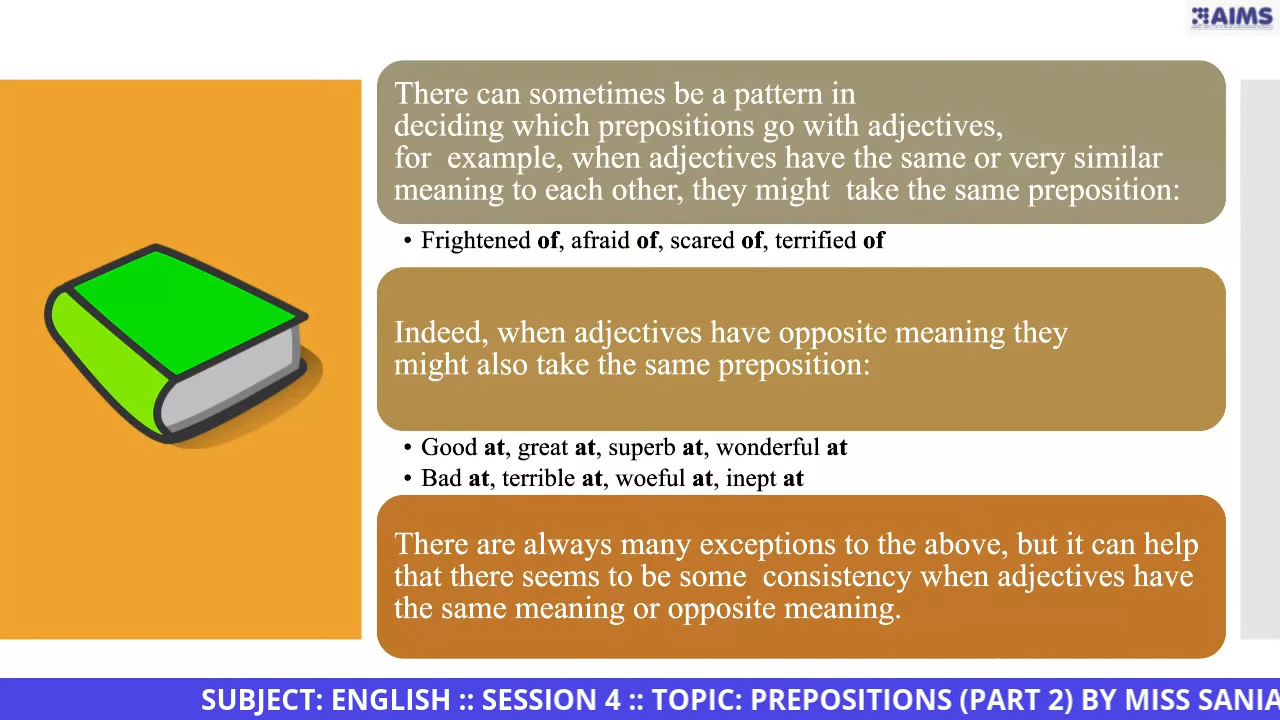 AIMS
There can sometimes be a pattern in
deciding which prepositions go with adjectives,
for example, when adjectives have the same or very similar
meaning to each other, they might take the same preposition:
• Frightened of, afraid of, scared of, terrified of
Indeed, when adjectives have opposite meaning they
might also take the same preposition:
• Good at, great at, superb at, wonderful at
• Bad at, terrible at, woeful at, inept at
There are always many exceptions to the above, but it can help
that there seems to be some consistency when adjectives have
the same meaning or opposite meaning.
SUBJECT: ENGLISH :: SESSION 4 :: TOPIC: PREPOSITIONS (PART 2) BY MISS SANIA